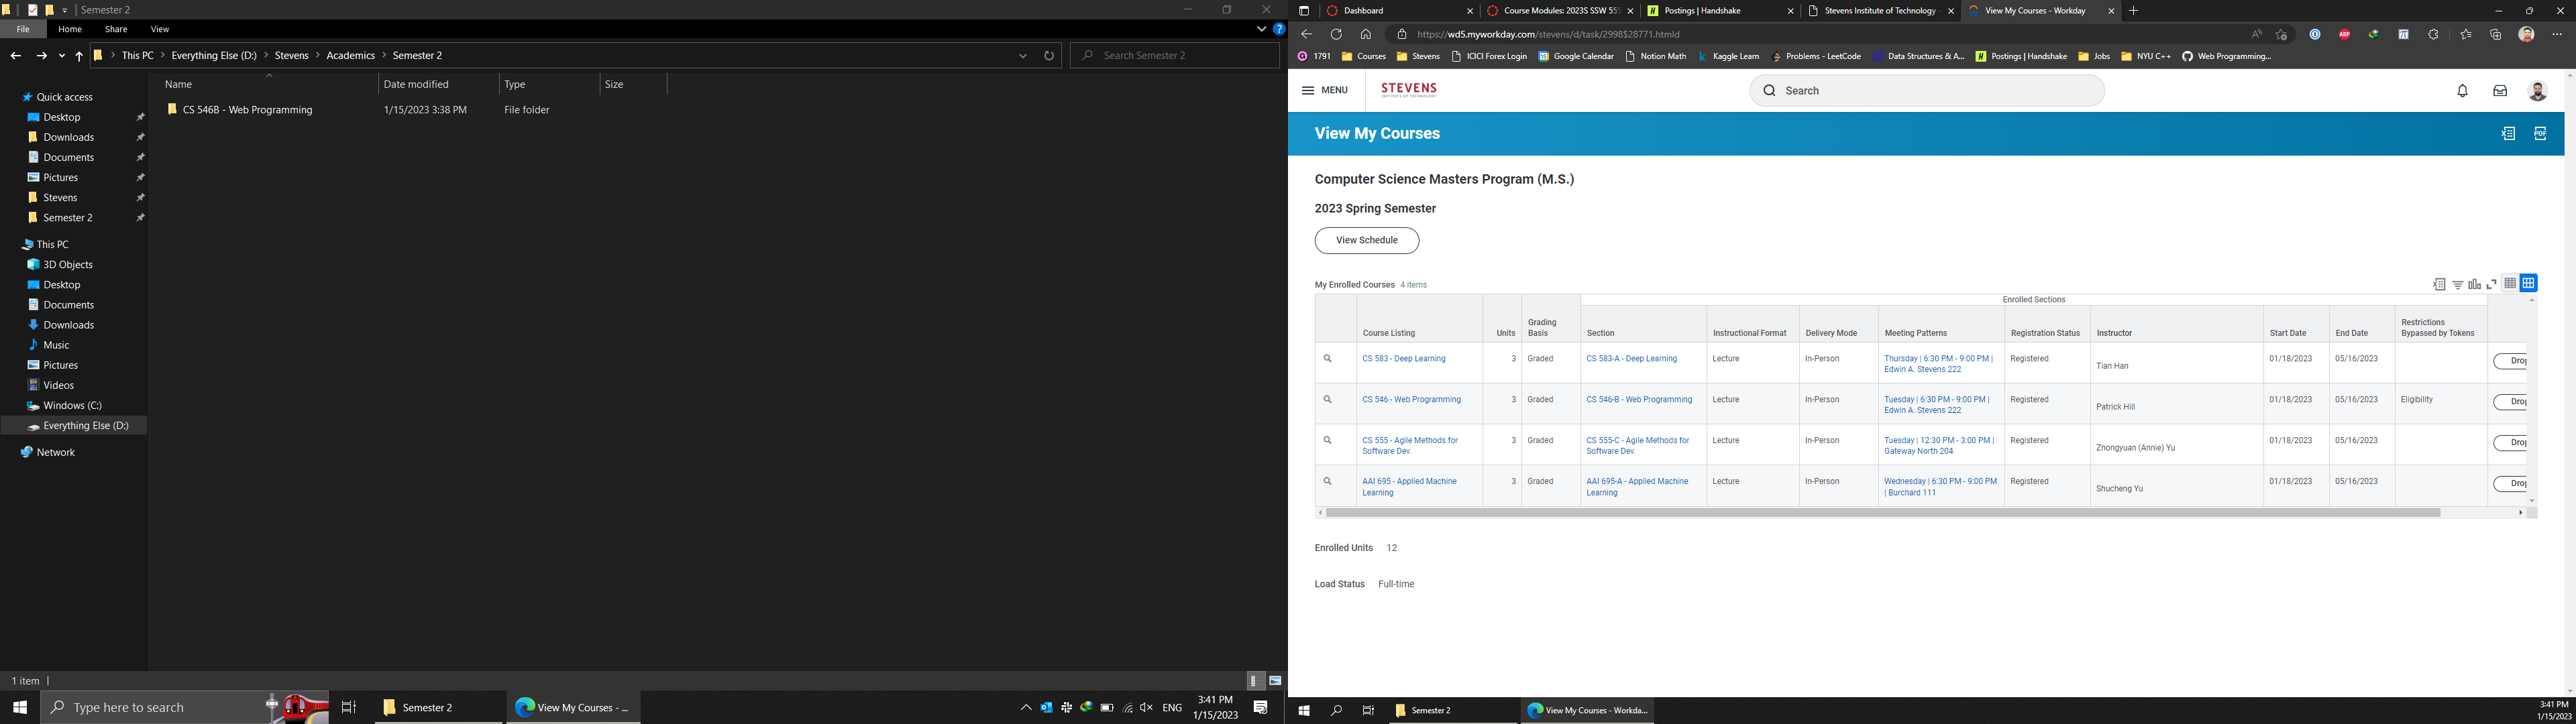 Semester 2
File Home Share View
This PC Everything Else (D:) Stevens Academics Semester 2
Search Semester 2
Name Date modified Type Size
CS 546B - Web Programming 1/15/2023 3:38 PM File folder
Quick access
Desktop
Downloads
Documents
Pictures
Stevens
Semester 2
This PC
3D Objects
Desktop
Documents
Downloads
Music
Pictures
Videos
Windows (C:)
Everything Else (D:)
Network
1 item
Type here to search
Semester 2
View My Courses - ...
ENG
3:41 PM
1/15/2023
Dashboard
Course Modules: 2023S SSW 555
Postings | Handshake
Stevens Institute of Technology -
View My Courses - Workday
https://wd5.myworkday.com/stevens/d/task/2998$28771.htmld
1791 Courses Stevens ICICI Forex Login Google Calendar Notion Math Kaggle Learn Problems - LeetCode Data Structures & A... Postings | Handshake Jobs NYU C++ Web Programming...
MENU
STEVENS
INSTITUTE OF TECHNOLOGY
Search
View My Courses
PDF
Computer Science Masters Program (M.S.)
2023 Spring Semester
View Schedule
My Enrolled Courses 4 items
Enrolled Sections
Course Listing Units Grading Basis Section Instructional Format Delivery Mode Meeting Patterns Registration Status Instructor Start Date End Date Restrictions Bypassed by Tokens
CS 583 - Deep Learning 3 Graded CS 583-A - Deep Learning Lecture In-Person Thursday | 6:30 PM - 9:00 PM | Edwin A. Stevens 222 Registered Tian Han 01/18/2023 05/16/2023 Drop
CS 546 - Web Programming 3 Graded CS 546-B - Web Programming Lecture In-Person Tuesday | 6:30 PM - 9:00 PM | Edwin A. Stevens 222 Registered Patrick Hill 01/18/2023 05/16/2023 Eligibility Drop
CS 555 - Agile Methods for Software Dev. 3 Graded CS 555-C - Agile Methods for Software Dev. Lecture In-Person Tuesday | 12:30 PM - 3:00 PM | Gateway North 204 Registered Zhongyuan (Annie) Yu 01/18/2023 05/16/2023 Drop
AAI 695 - Applied Machine Learning 3 Graded AAI 695-A - Applied Machine Learning Lecture In-Person Wednesday | 6:30 PM - 9:00 PM | Burchard 111 Registered Shucheng Yu 01/18/2023 05/16/2023 Drop
Enrolled Units 12
Load Status Full-time
Semester 2
View My Courses - Workda...
3:41 PM
1/15/2023